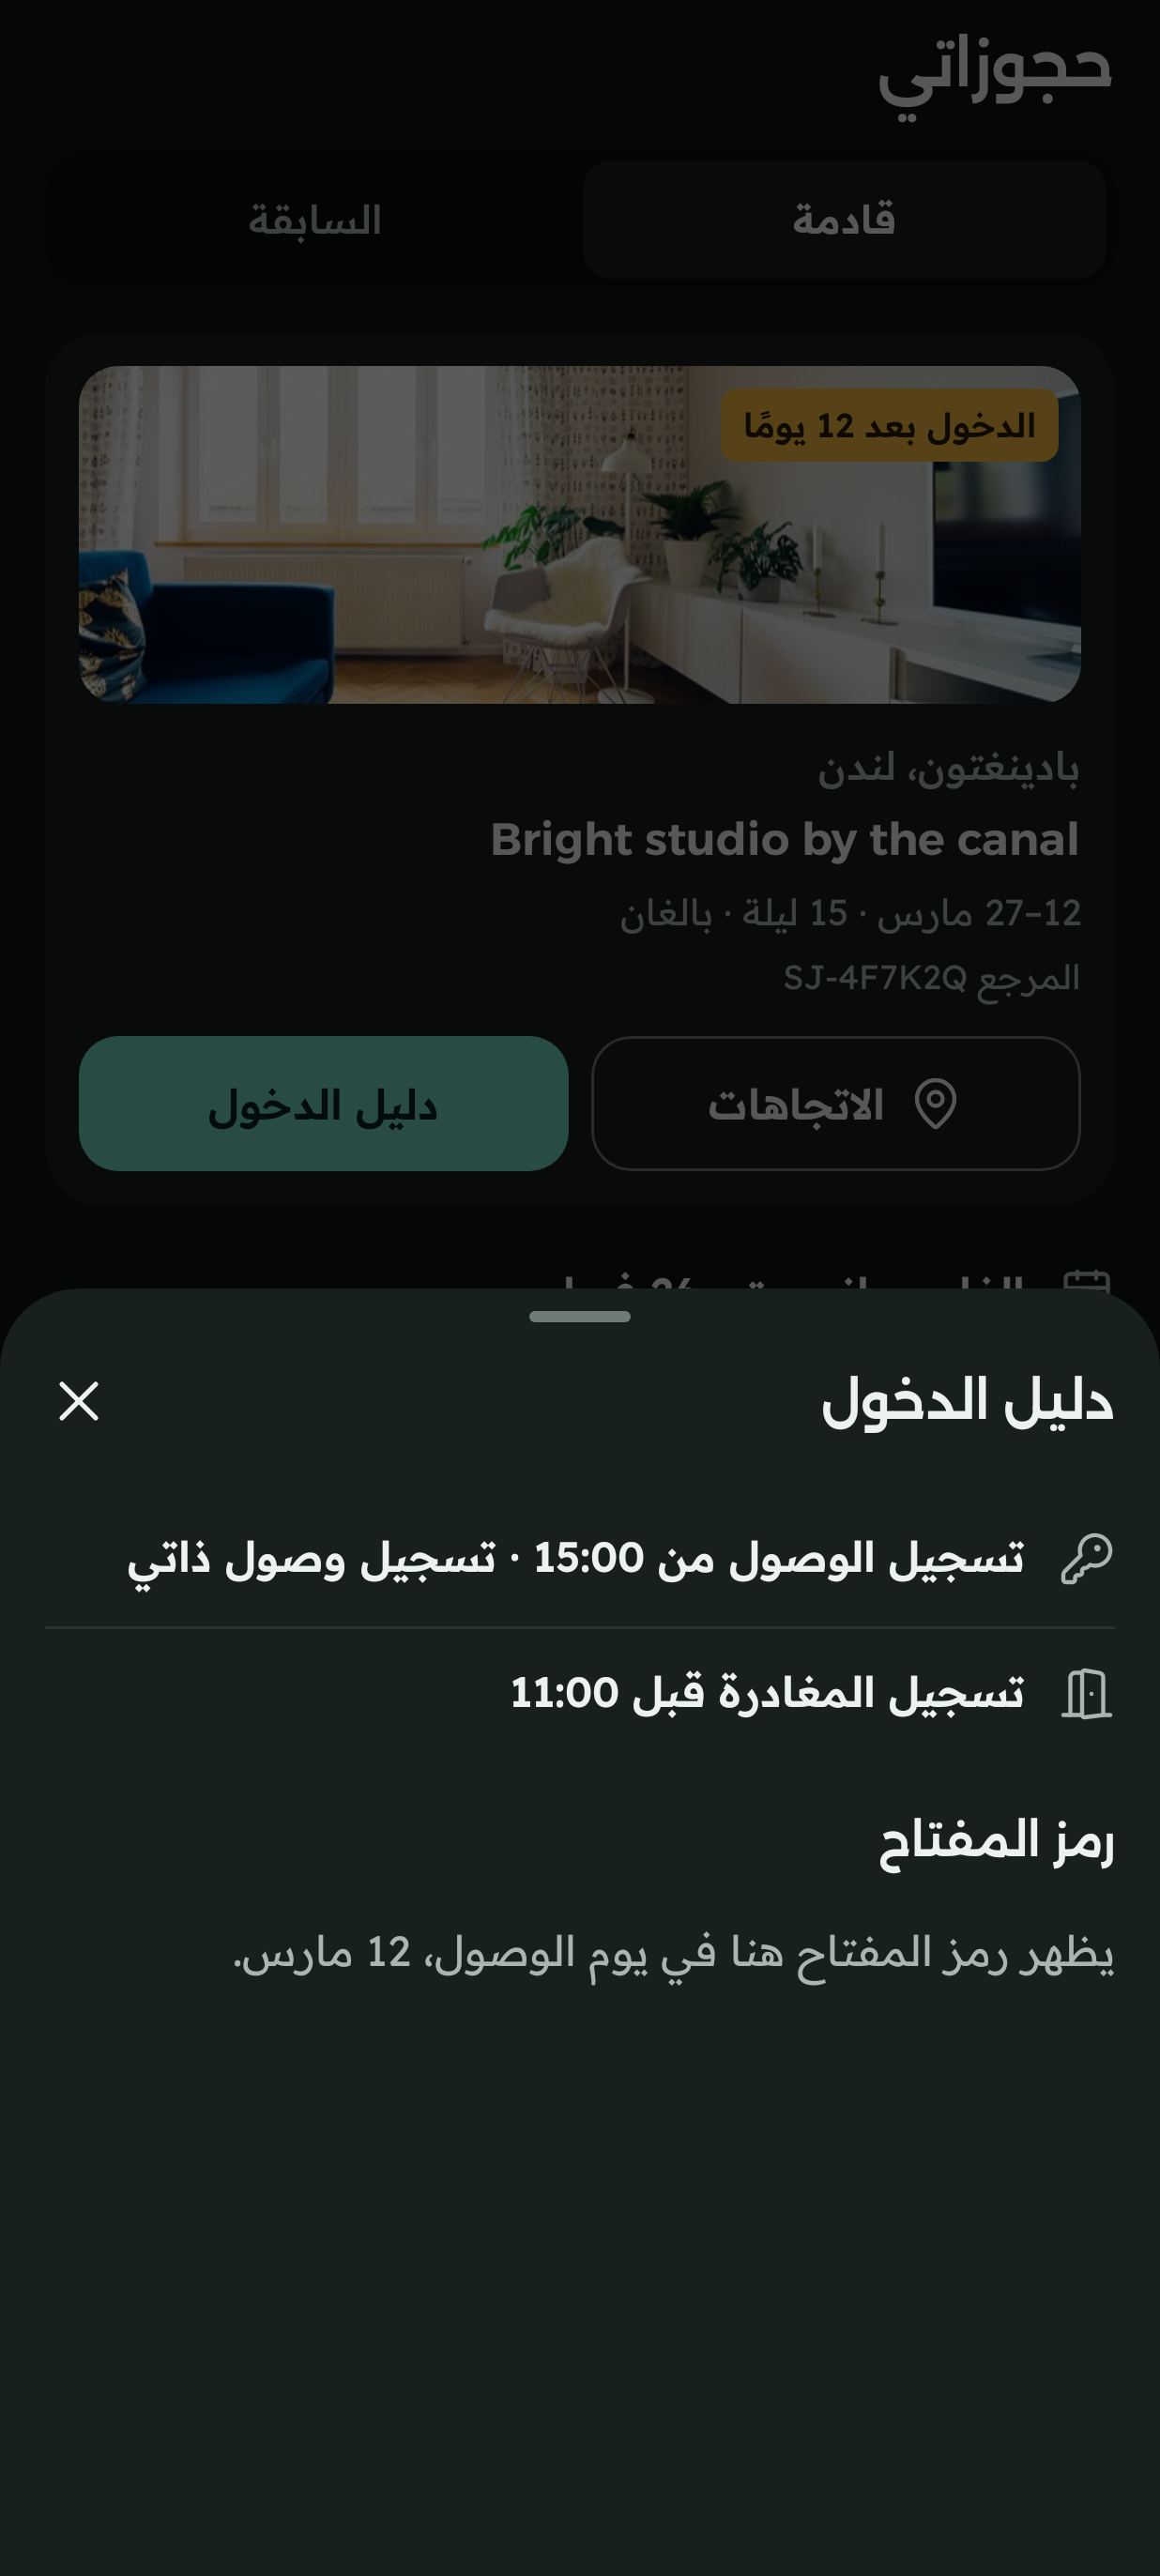 حجوزاتي
قادمة
السابقة
الدخول بعد 12 يومًا
بادينغتون، لندن
Bright studio by the canal
12–27 مارس · 15 ليلة · بالغان
المرجع SJ-4F7K2Q
الاتجاهات
دليل الدخول
دليل الدخول
تسجيل الوصول من 15:00 · تسجيل وصول ذاتي
تسجيل المغادرة قبل 11:00
رمز المفتاح
يظهر رمز المفتاح هنا في يوم الوصول، 12 مارس.